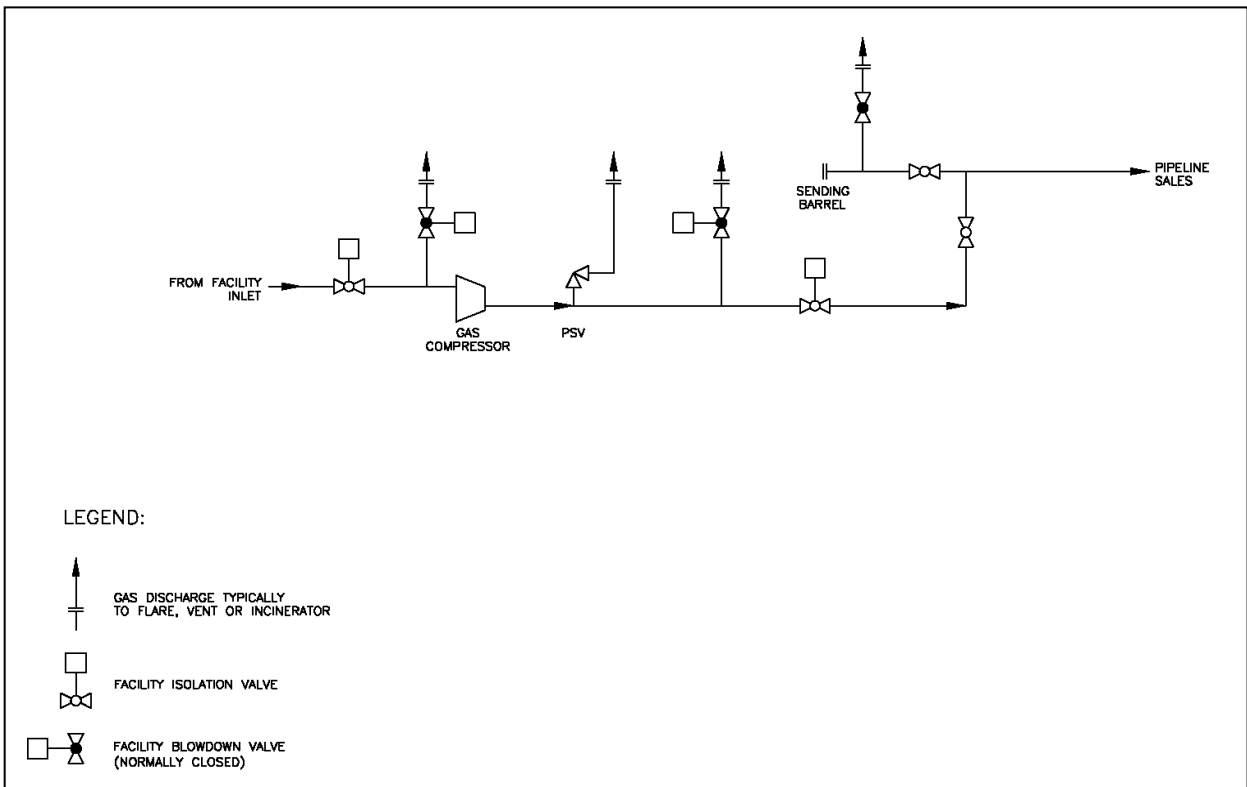 SENDING
BARREL
PIPELINE
SALES
FROM FACILITY
INLET
GAS
COMPRESSOR
PSV
LEGEND:
GAS DISCHARGE TYPICALLY
TO FLARE, VENT OR INCINERATOR
FACILITY ISOLATION VALVE
FACILITY BLOWDOWN VALVE
(NORMALLY CLOSED)